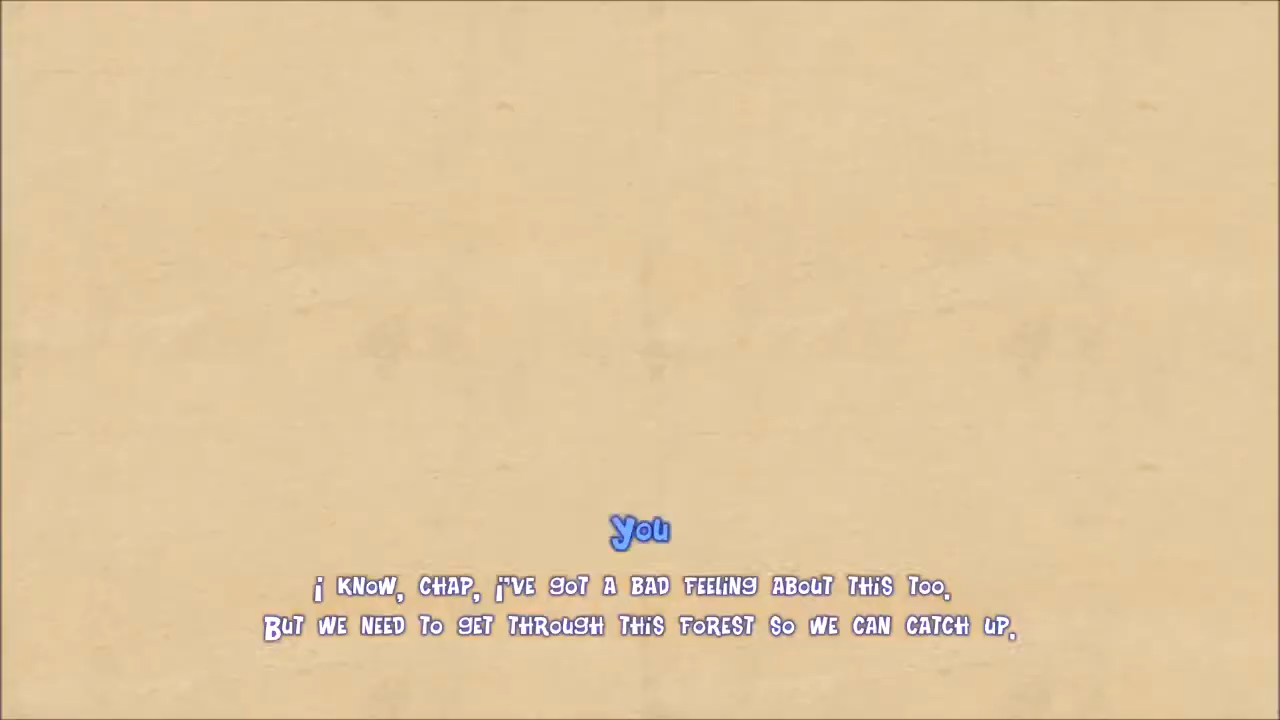 You
i know, chap, i"ve got a bad feeling about this too.
But we need to get through this forest so we can catch up.